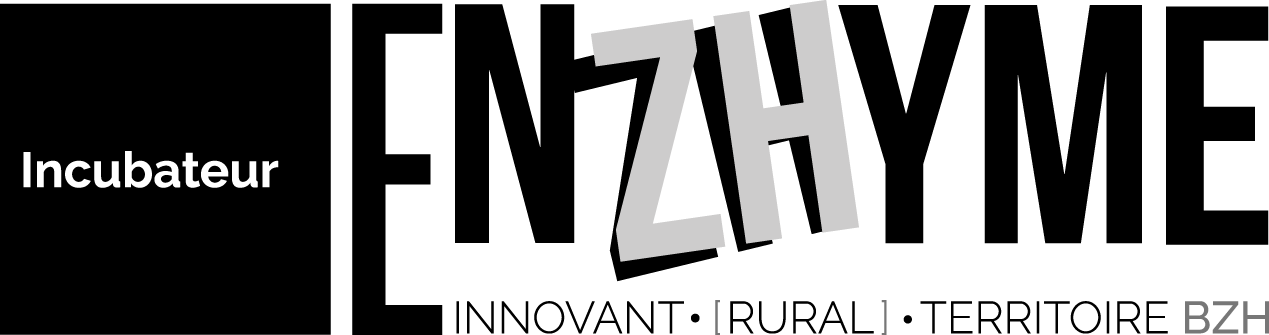 Incubateur
ENZHYME
INNOVANT • [ RURAL ] • TERRITOIRE BZH